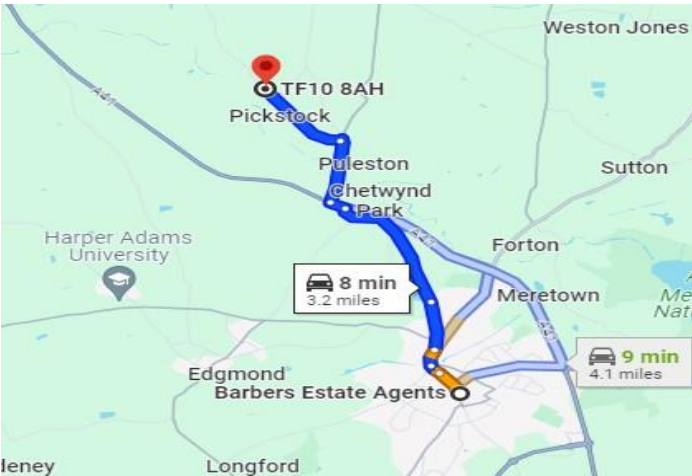 Weston Jones
TF10 8AH
Pickstock
A41
Puleston
Sutton
Chetwynd
Park
Harper Adams
University
A41
Forton
8 min
3.2 miles
Meretown
Me
Natu
A41
9 min
4.1 miles
Edgmond
Barbers Estate Agents
deney
Longford